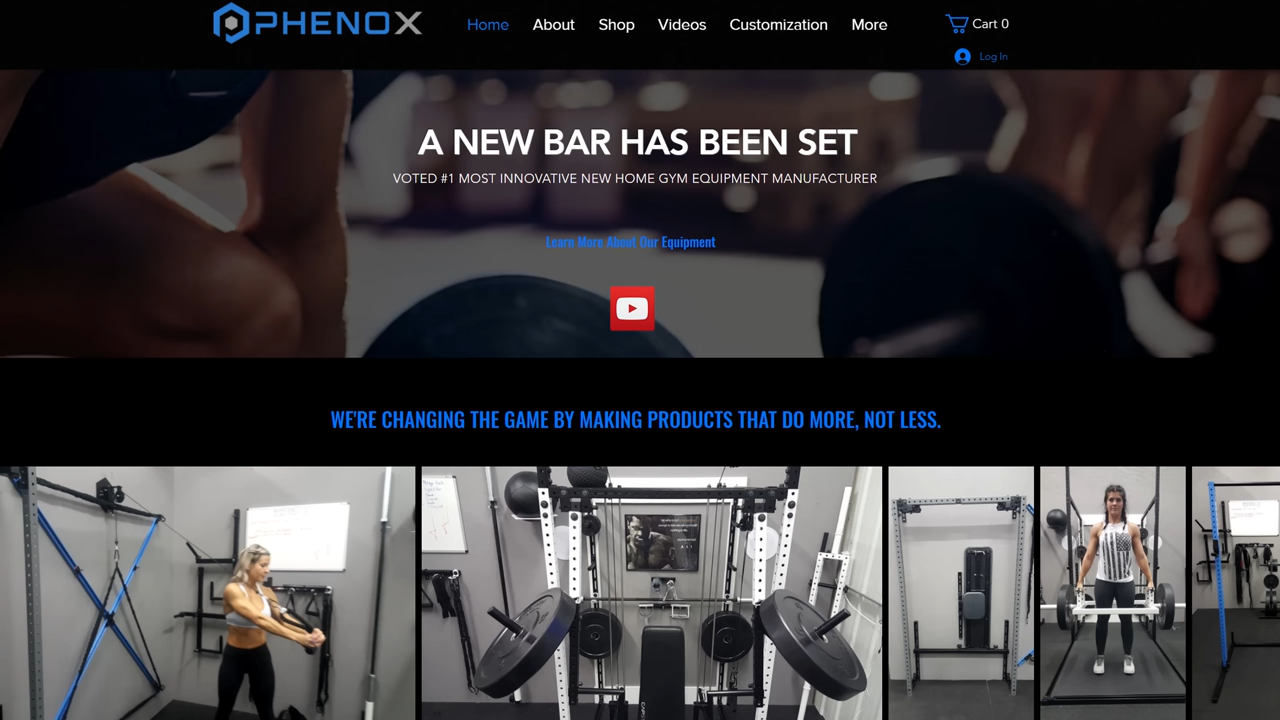 PHENOX
Home
About
Shop
Videos
Customization
More
Cart 0
Log In
A NEW BAR HAS BEEN SET
VOTED #1 MOST INNOVATIVE NEW HOME GYM EQUIPMENT MANUFACTURER
Learn More About Our Equipment
WE'RE CHANGING THE GAME BY MAKING PRODUCTS THAT DO MORE, NOT LESS.